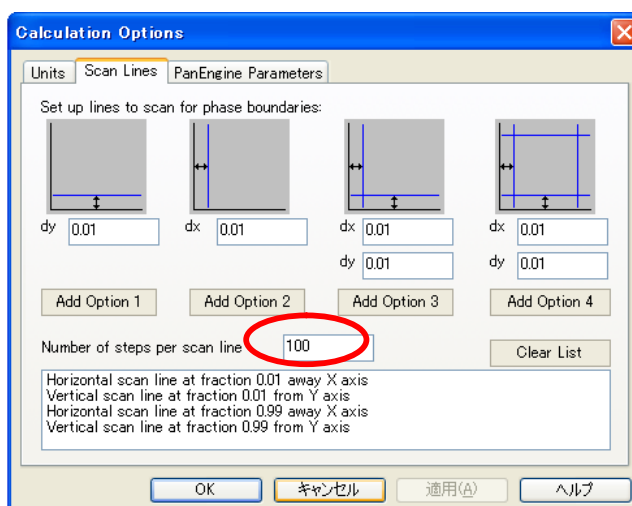 Calculation Options
Units Scan Lines PanEngine Parameters
Set up lines to scan for phase boundaries:
dy 0.01 dx 0.01 dx 0.01 dx 0.01
dy 0.01 dy 0.01
Add Option 1 Add Option 2 Add Option 3 Add Option 4
Number of steps per scan line 100 Clear List
Horizontal scan line at fraction 0.01 away X axis
Vertical scan line at fraction 0.01 from Y axis
Horizontal scan line at fraction 0.99 away X axis
Vertical scan line at fraction 0.99 from Y axis
OK キャンセル 適用(A) ヘルプ